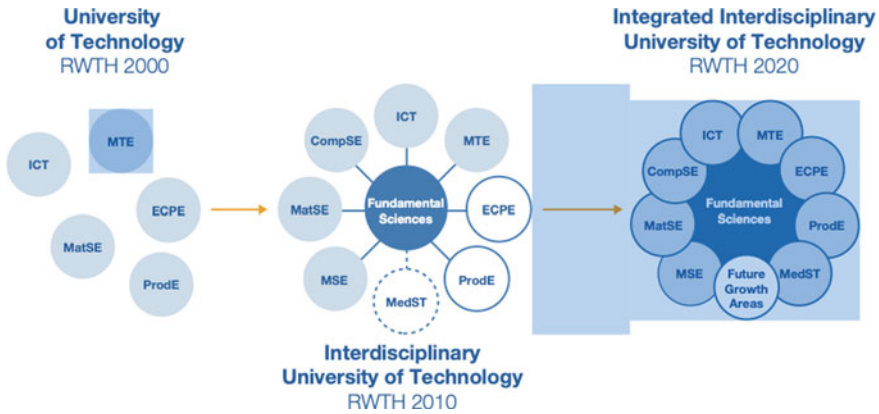 University
of Technology
RWTH 2000
MTE
ICT
ECPE
MatSE
ProdE
ICT
CompSE
MTE
MatSE
Fundamental
Sciences
ECPE
MSE
ProdE
MedST
Interdisciplinary
University of Technology
RWTH 2010
Integrated Interdisciplinary
University of Technology
RWTH 2020
ICT
MTE
CompSE
ECPE
Fundamental
Sciences
MatSE
ProdE
MSE
Future
Growth
Areas
MedST